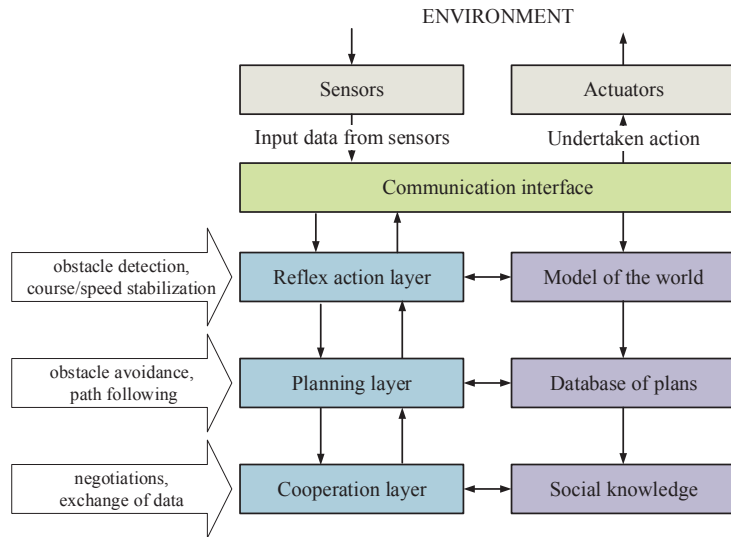 ENVIRONMENT
Sensors
Actuators
Input data from sensors
Undertaken action
Communication interface
obstacle detection,
course/speed stabilization
Reflex action layer
Model of the world
obstacle avoidance,
path following
Planning layer
Database of plans
negotiations,
exchange of data
Cooperation layer
Social knowledge